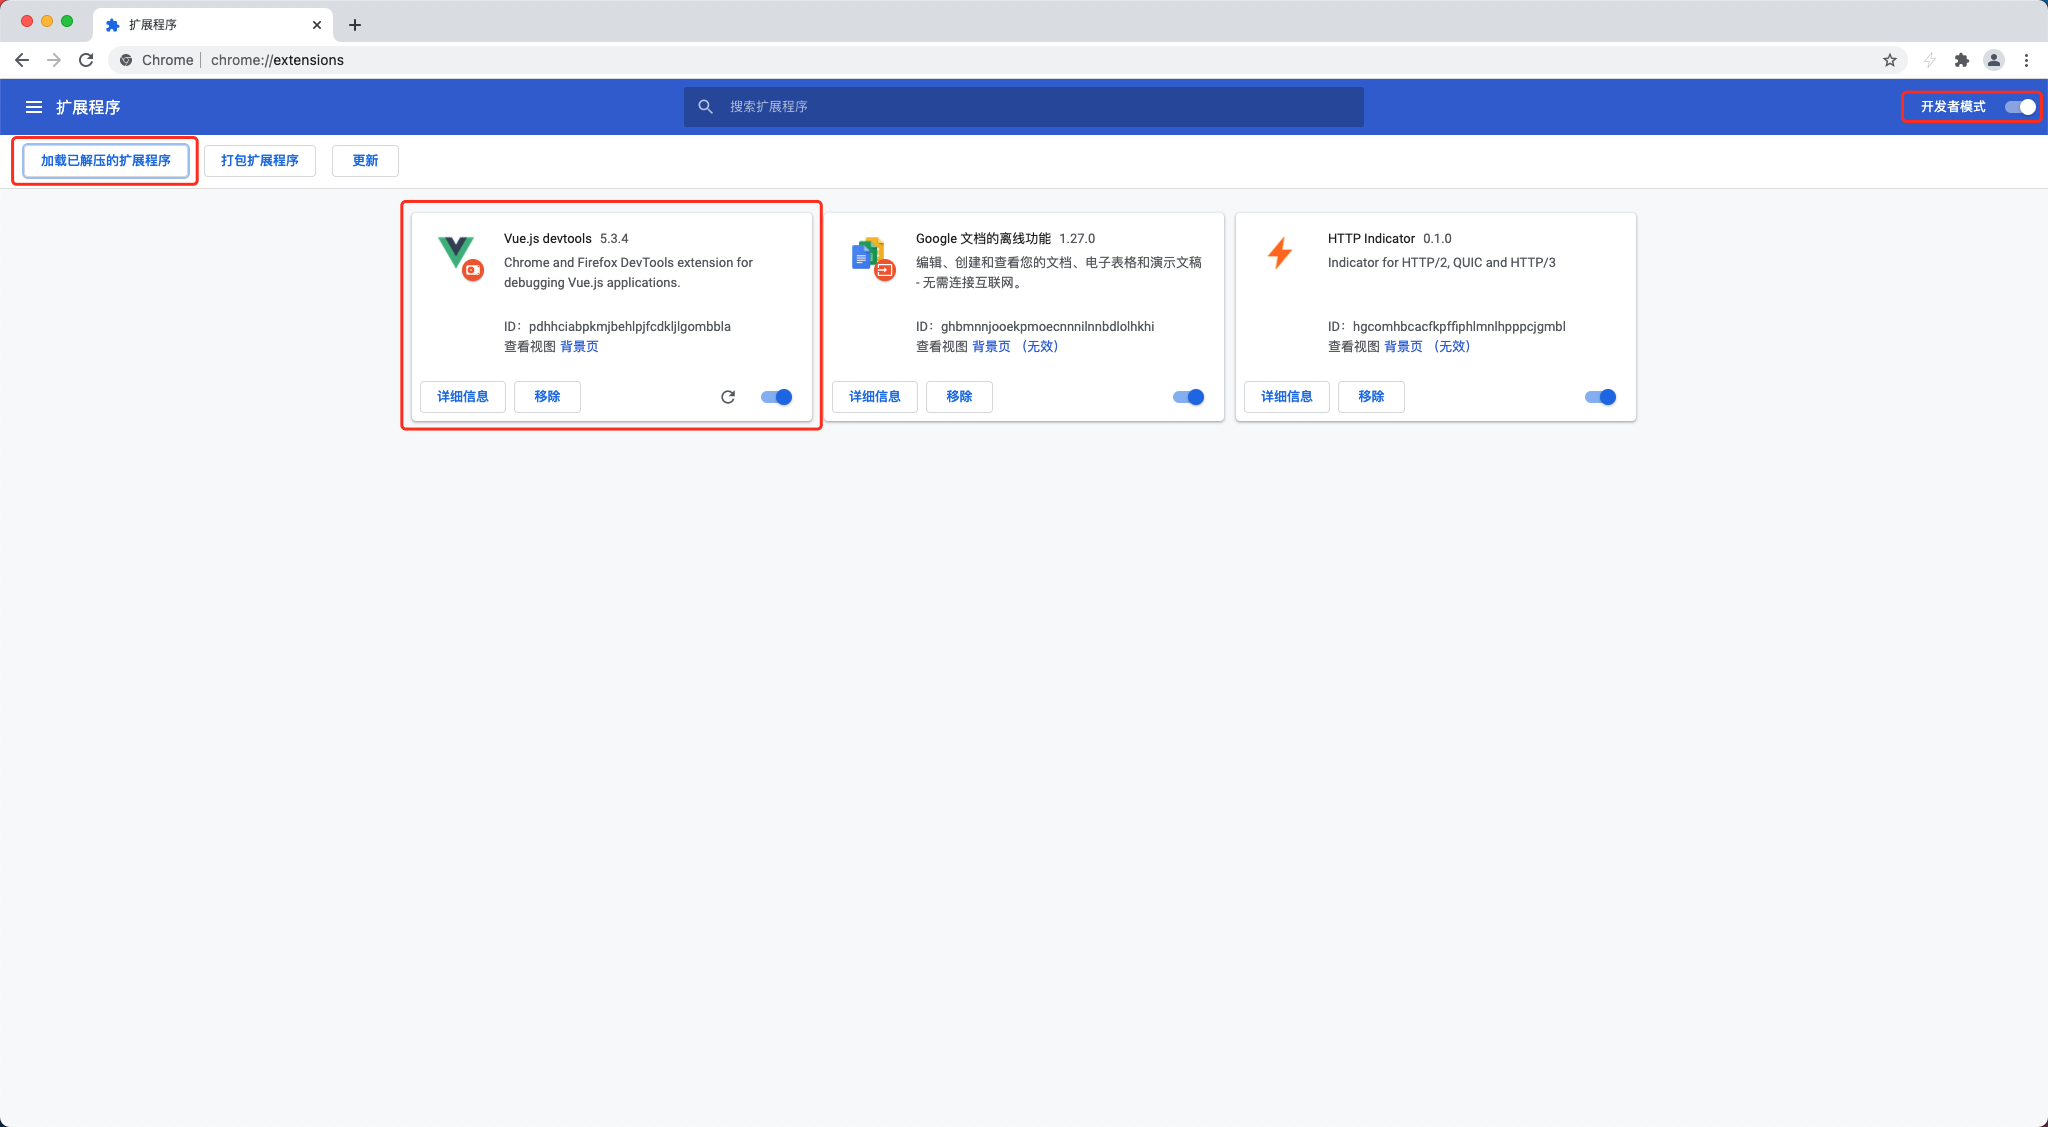 扩展程序
Chrome
chrome://extensions
扩展程序
搜索扩展程序
开发者模式
加载已解压的扩展程序
打包扩展程序
更新
Vue.js devtools 5.3.4
Chrome and Firefox DevTools extension for
debugging Vue.js applications.
ID：pdhhciabpkmjbehlpjfcdkljlgombbla
查看视图 背景页
详细信息
移除
Google 文档的离线功能 1.27.0
编辑、创建和查看您的文档、电子表格和演示文稿
- 无需连接互联网。
ID：ghbmnnjooekpmoecnnnilnnbdlolhkhi
查看视图 背景页 （无效）
详细信息
移除
HTTP Indicator 0.1.0
Indicator for HTTP/2, QUIC and HTTP/3
ID：hgcomhbcacfkpffiphlmnlhpppcjgmbl
查看视图 背景页 （无效）
详细信息
移除